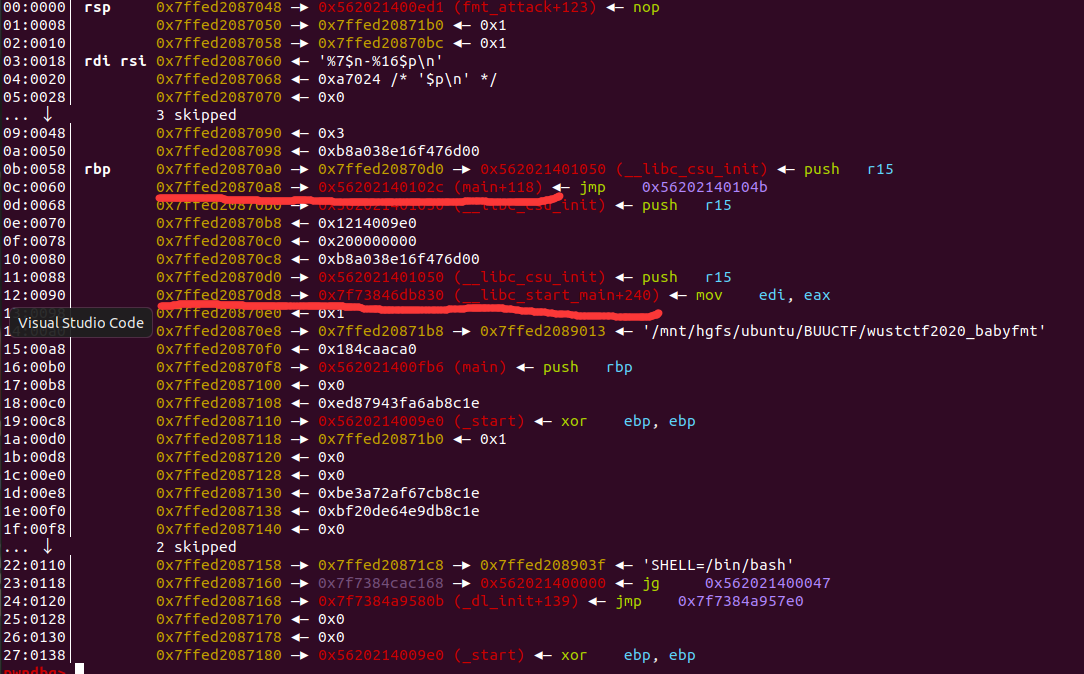 00:0000│ rsp 0x7ffed2087048 —▸ 0x562021400ed1 (fmt_attack+123) ◂— nop
01:0008│ 0x7ffed2087050 —▸ 0x7ffed20871b0 ◂— 0x1
02:0010│ 0x7ffed2087058 —▸ 0x7ffed20870bc ◂— 0x1
03:0018│ rdi rsi 0x7ffed2087060 ◂— '%7$n-%16$p\n'
04:0020│ 0x7ffed2087068 ◂— 0xa7024 /* '$p\n' */
05:0028│ 0x7ffed2087070 ◂— 0x0
... ↓ 3 skipped
09:0048│ 0x7ffed2087090 ◂— 0x3
0a:0050│ 0x7ffed2087098 ◂— 0xb8a038e16f476d00
0b:0058│ rbp 0x7ffed20870a0 —▸ 0x7ffed20870d0 —▸ 0x562021401050 (__libc_csu_init) ◂— push r15
0c:0060│ 0x7ffed20870a8 —▸ 0x56202140102c (main+118) ◂— jmp 0x56202140104b
0d:0068│ 0x7ffed20870b0 —▸ 0x562021401050 (__libc_csu_init) ◂— push r15
0e:0070│ 0x7ffed20870b8 ◂— 0x1214009e0
0f:0078│ 0x7ffed20870c0 ◂— 0x200000000
10:0080│ 0x7ffed20870c8 ◂— 0xb8a038e16f476d00
11:0088│ 0x7ffed20870d0 —▸ 0x562021401050 (__libc_csu_init) ◂— push r15
12:0090│ 0x7ffed20870d8 —▸ 0x7f73846db830 (__libc_start_main+240) ◂— mov edi, eax
0x7ffed20870e0 ◂— 0x1
Visual Studio Code 0x7ffed20870e8 —▸ 0x7ffed20871b8 —▸ 0x7ffed2089013 ◂— '/mnt/hgfs/ubuntu/BUUCTF/wustctf2020_babyfmt'
15:00a8│ 0x7ffed20870f0 ◂— 0x184caaca0
16:00b0│ 0x7ffed20870f8 —▸ 0x562021400fb6 (main) ◂— push rbp
17:00b8│ 0x7ffed2087100 ◂— 0x0
18:00c0│ 0x7ffed2087108 ◂— 0xed87943fa6ab8c1e
19:00c8│ 0x7ffed2087110 —▸ 0x5620214009e0 (_start) ◂— xor ebp, ebp
1a:00d0│ 0x7ffed2087118 —▸ 0x7ffed20871b0 ◂— 0x1
1b:00d8│ 0x7ffed2087120 ◂— 0x0
1c:00e0│ 0x7ffed2087128 ◂— 0x0
1d:00e8│ 0x7ffed2087130 ◂— 0xbe3a72af67cb8c1e
1e:00f0│ 0x7ffed2087138 ◂— 0xbf20de64e9db8c1e
1f:00f8│ 0x7ffed2087140 ◂— 0x0
... ↓ 2 skipped
22:0110│ 0x7ffed2087158 —▸ 0x7ffed20871c8 —▸ 0x7ffed208903f ◂— 'SHELL=/bin/bash'
23:0118│ 0x7ffed2087160 —▸ 0x7f7384cac168 —▸ 0x562021400000 ◂— jg 0x562021400047
24:0120│ 0x7ffed2087168 —▸ 0x7f7384a9580b (_dl_init+139) ◂— jmp 0x7f7384a957e0
25:0128│ 0x7ffed2087170 ◂— 0x0
26:0130│ 0x7ffed2087178 ◂— 0x0
27:0138│ 0x7ffed2087180 —▸ 0x5620214009e0 (_start) ◂— xor ebp, ebp
pwndbg>